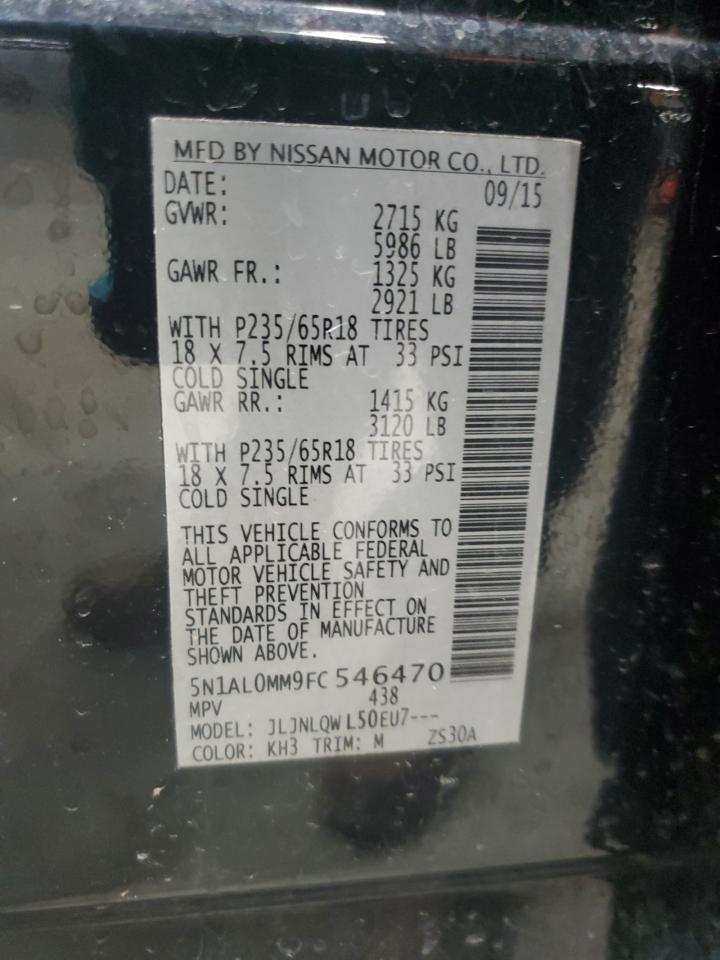 MFD BY NISSAN MOTOR CO., LTD.
DATE: 09/15
GVWR: 2715 KG
5986 LB
GAWR FR.: 1325 KG
2921 LB
WITH P235/65R18 TIRES
18 X 7.5 RIMS AT 33 PSI
COLD SINGLE
GAWR RR.: 1415 KG
3120 LB
WITH P235/65R18 TIRES
18 X 7.5 RIMS AT 33 PSI
COLD SINGLE
THIS VEHICLE CONFORMS TO
ALL APPLICABLE FEDERAL
MOTOR VEHICLE SAFETY AND
THEFT PREVENTION
STANDARDS IN EFFECT ON
THE DATE OF MANUFACTURE
SHOWN ABOVE.
5N1AL0MM9FC546470
MPV 438
MODEL: JLJNLQWL50EU7---
COLOR: KH3 TRIM: M ZS30A